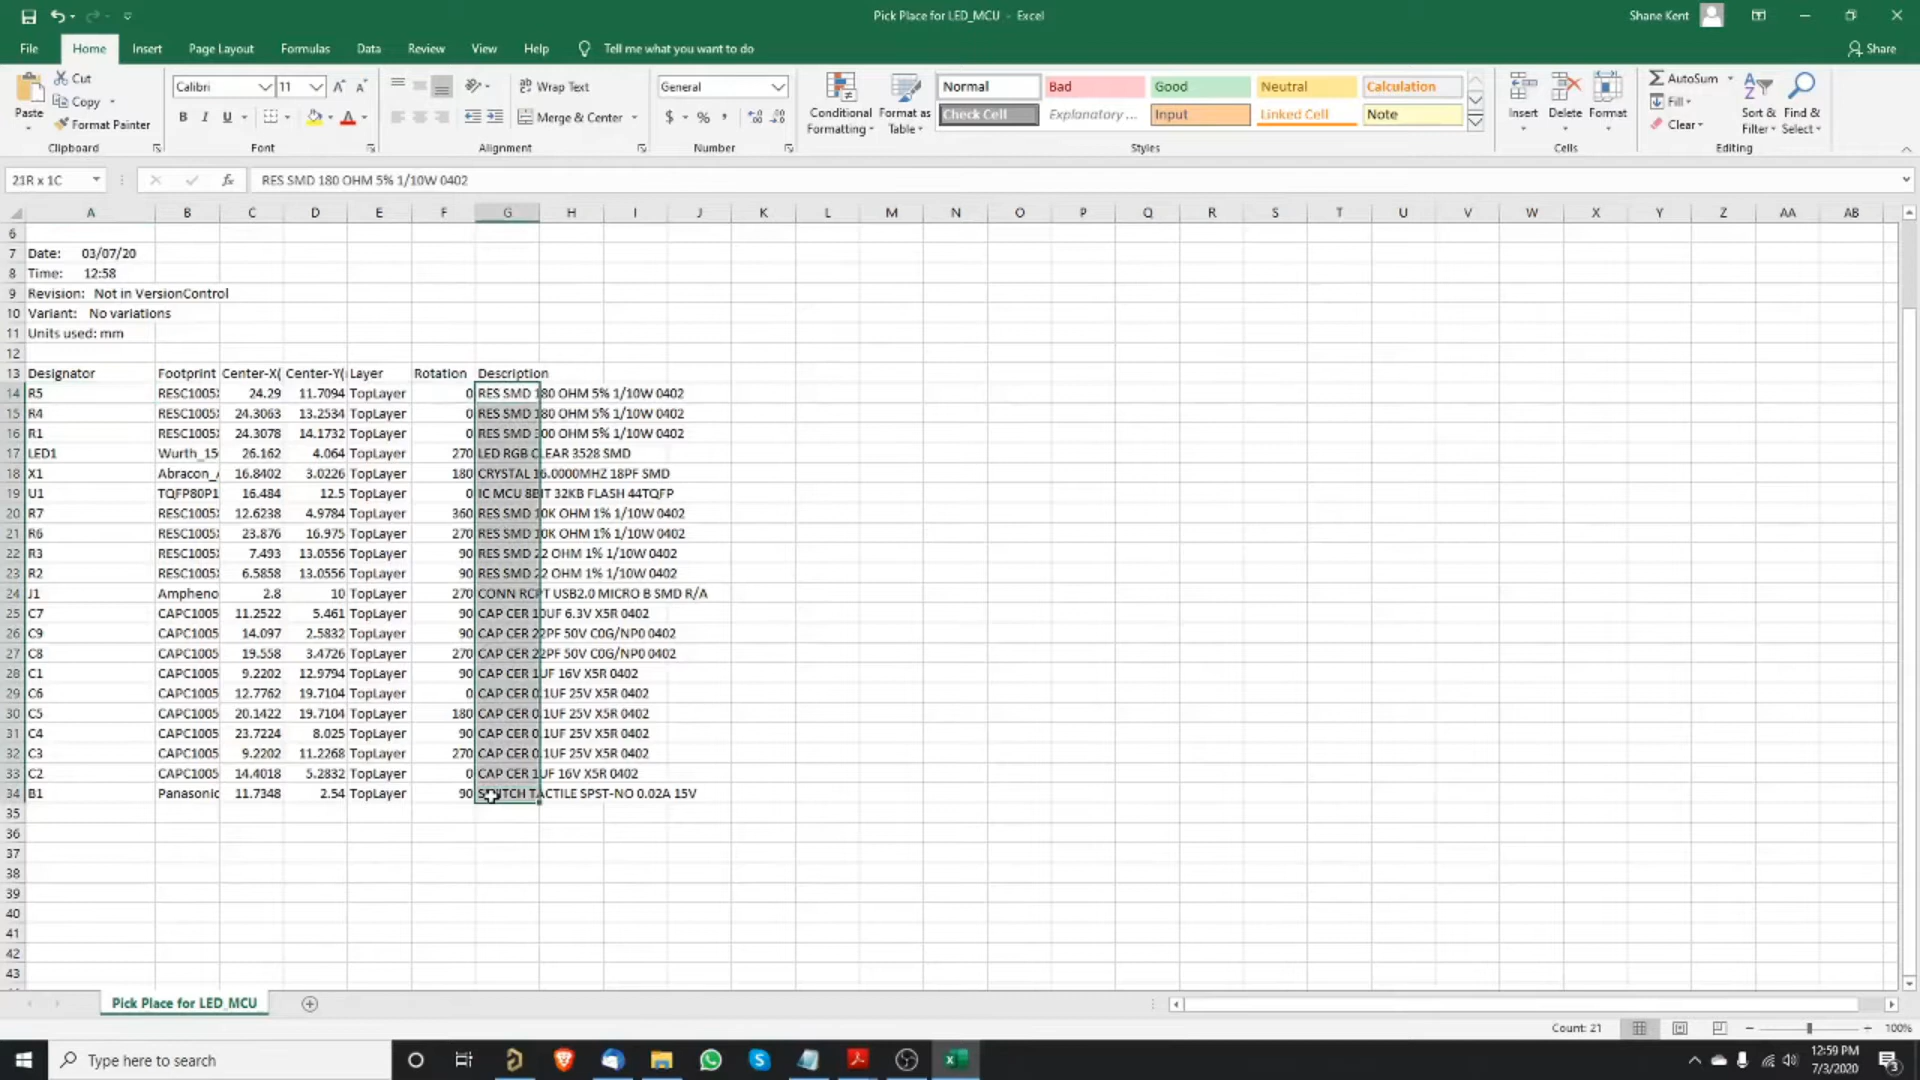 Pick Place for LED_MCU - Excel
Shane Kent
File Home Insert Page Layout Formulas Data Review View Help Tell me what you want to do Share
Cut
Copy
Format Painter
Paste
Clipboard
Calibri 11
B I U
Font
Wrap Text
Merge & Center
Alignment
General
$ % ,
Number
Conditional Formatting
Format as Table
Normal Bad Good Neutral Calculation
Check Cell Explanatory ... Input Linked Cell Note
Styles
Insert Delete Format
Cells
AutoSum
Fill
Clear
Sort & Filter
Find & Select
Editing
21R x 1C fx RES SMD 180 OHM 5% 1/10W 0402
A B C D E F G H I J K L M N O P Q R S T U V W X Y Z AA AB
6
7 Date: 03/07/20
8 Time: 12:58
9 Revision: Not in VersionControl
10 Variant: No variations
11 Units used: mm
12
13 Designator Footprint Center-X( Center-Y( Layer Rotation Description
14 R5 RESC1005X 24.29 11.7094 TopLayer 0 RES SMD 180 OHM 5% 1/10W 0402
15 R4 RESC1005X 24.3063 13.2534 TopLayer 0 RES SMD 180 OHM 5% 1/10W 0402
16 R1 RESC1005X 24.3078 14.1732 TopLayer 0 RES SMD 300 OHM 5% 1/10W 0402
17 LED1 Wurth_15 26.162 4.064 TopLayer 270 LED RGB CLEAR 3528 SMD
18 X1 Abracon_ 16.8402 3.0226 TopLayer 180 CRYSTAL 16.0000MHZ 18PF SMD
19 U1 TQFP80P1 16.484 12.5 TopLayer 0 IC MCU 8BIT 32KB FLASH 44TQFP
20 R7 RESC1005X 12.6238 4.9784 TopLayer 360 RES SMD 10K OHM 1% 1/10W 0402
21 R6 RESC1005X 23.876 16.975 TopLayer 270 RES SMD 10K OHM 1% 1/10W 0402
22 R3 RESC1005X 7.493 13.0556 TopLayer 90 RES SMD 22 OHM 1% 1/10W 0402
23 R2 RESC1005X 6.5858 13.0556 TopLayer 90 RES SMD 22 OHM 1% 1/10W 0402
24 J1 Ampheno 2.8 10 TopLayer 270 CONN RCPT USB2.0 MICRO B SMD R/A
25 C7 CAPC1005 11.2522 5.461 TopLayer 90 CAP CER 10UF 6.3V X5R 0402
26 C9 CAPC1005 14.097 2.5832 TopLayer 90 CAP CER 22PF 50V C0G/NP0 0402
27 C8 CAPC1005 19.558 3.4726 TopLayer 270 CAP CER 22PF 50V C0G/NP0 0402
28 C1 CAPC1005 9.2202 12.9794 TopLayer 90 CAP CER 1UF 16V X5R 0402
29 C6 CAPC1005 12.7762 19.7104 TopLayer 0 CAP CER 0.1UF 25V X5R 0402
30 C5 CAPC1005 20.1422 19.7104 TopLayer 180 CAP CER 0.1UF 25V X5R 0402
31 C4 CAPC1005 23.7224 8.025 TopLayer 90 CAP CER 0.1UF 25V X5R 0402
32 C3 CAPC1005 9.2202 11.2268 TopLayer 270 CAP CER 0.1UF 25V X5R 0402
33 C2 CAPC1005 14.4018 5.2832 TopLayer 0 CAP CER 1UF 16V X5R 0402
34 B1 Panasonic 11.7348 2.54 TopLayer 90 SWITCH TACTILE SPST-NO 0.02A 15V
35
36
37
38
39
40
41
42
43
Pick Place for LED_MCU
Count: 21 100%
Type here to search
12:59 PM
7/3/2020
3